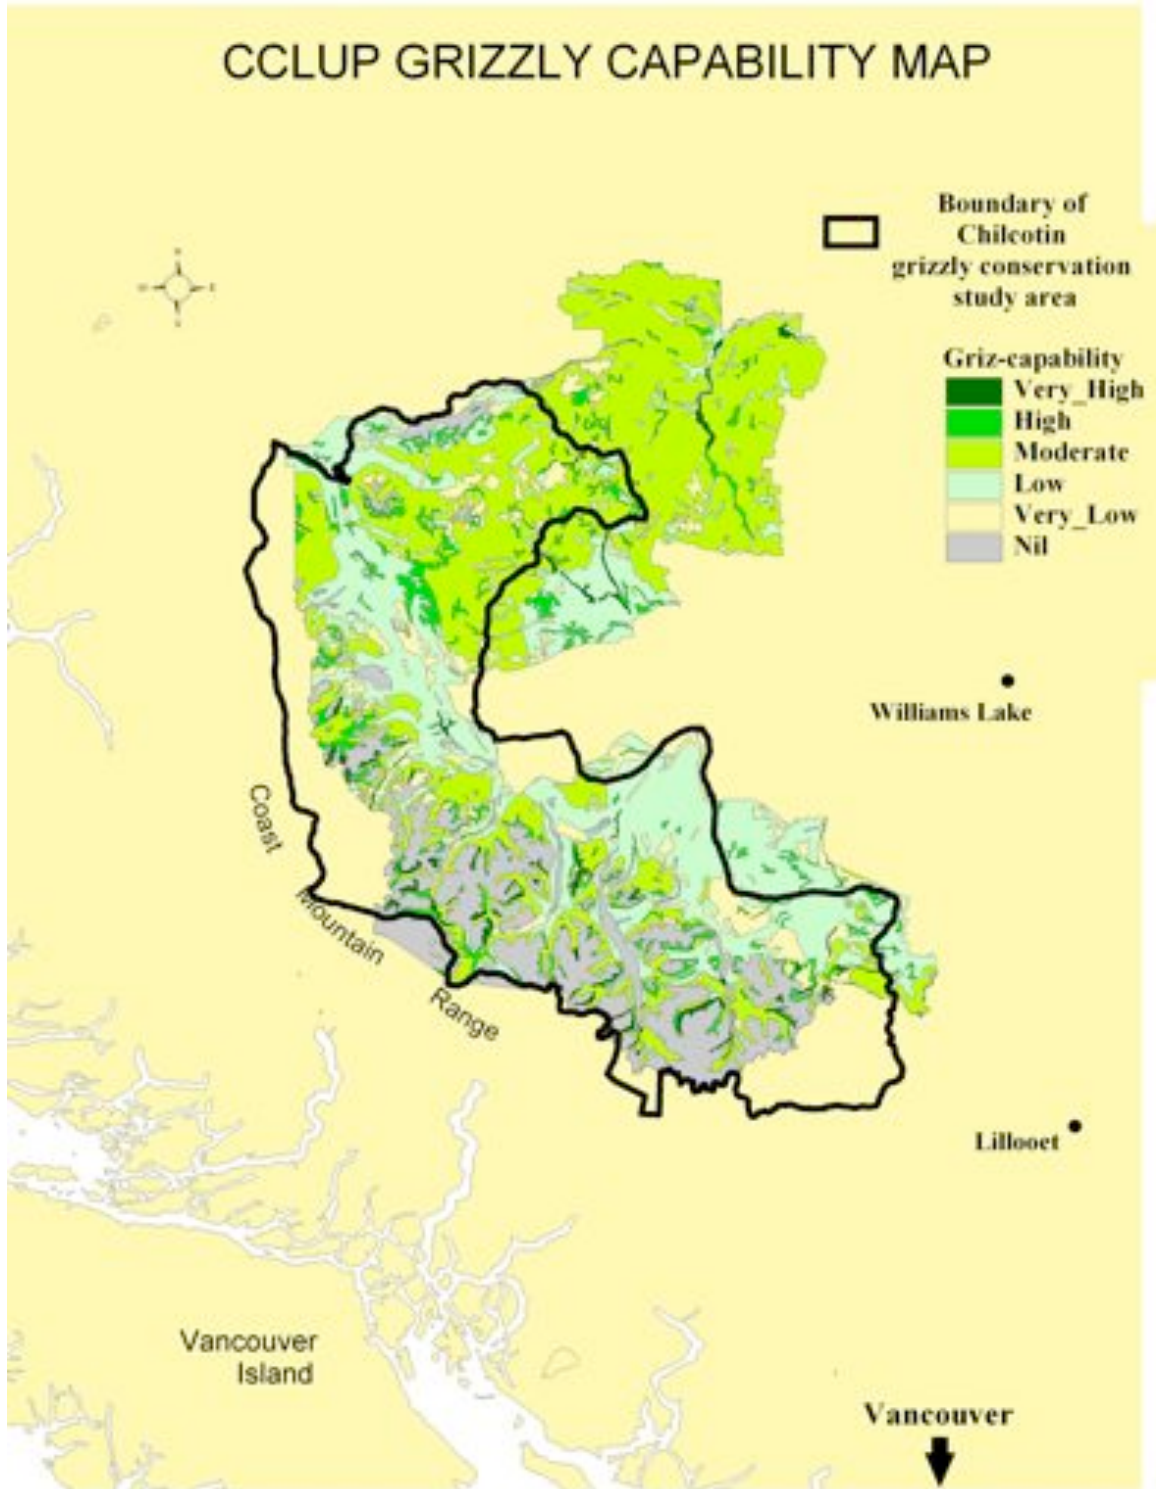 CCLUP GRIZZLY CAPABILITY MAP
Boundary of
Chilcotin
grizzly conservation
study area
Griz-capability
Very_High
High
Moderate
Low
Very_Low
Nil
Williams Lake
Coast
Mountain
Range
Lillooet
Vancouver
Island
Vancouver